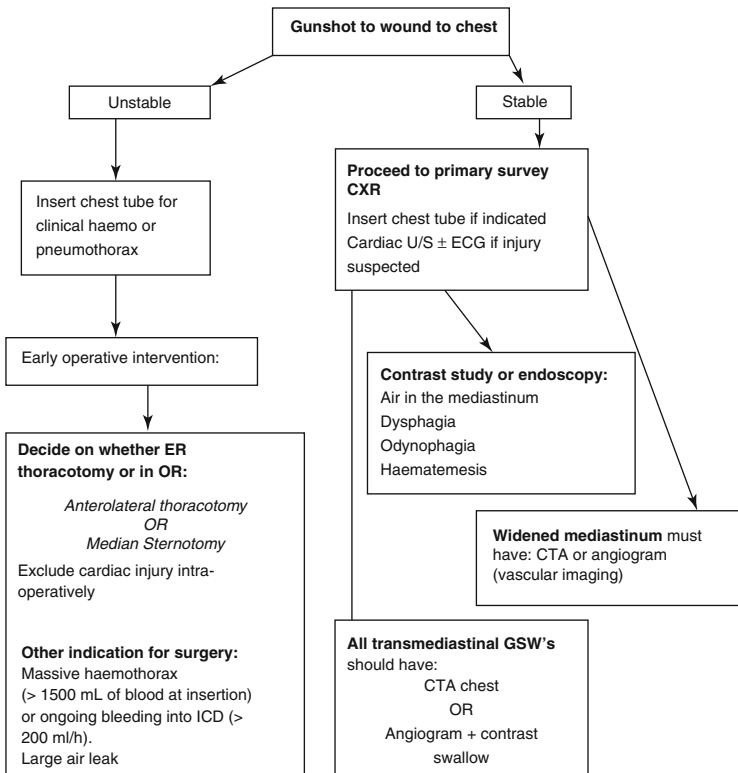 Gunshot to wound to chest
Unstable
Stable
Insert chest tube for
clinical haemo or
pneumothorax
Early operative intervention:
Decide on whether ER
thoracotomy or in OR:
Anterolateral thoracotomy
OR
Median Sternotomy
Exclude cardiac injury intra-
operatively
Other indication for surgery:
Massive haemothorax
(> 1500 mL of blood at insertion)
or ongoing bleeding into ICD (>
200 ml/h).
Large air leak
Proceed to primary survey
CXR
Insert chest tube if indicated
Cardiac U/S ± ECG if injury
suspected
Contrast study or endoscopy:
Air in the mediastinum
Dysphagia
Odynophagia
Haematemesis
Widened mediastinum must
have: CTA or angiogram
(vascular imaging)
All transmediastinal GSW's
should have:
CTA chest
OR
Angiogram + contrast
swallow